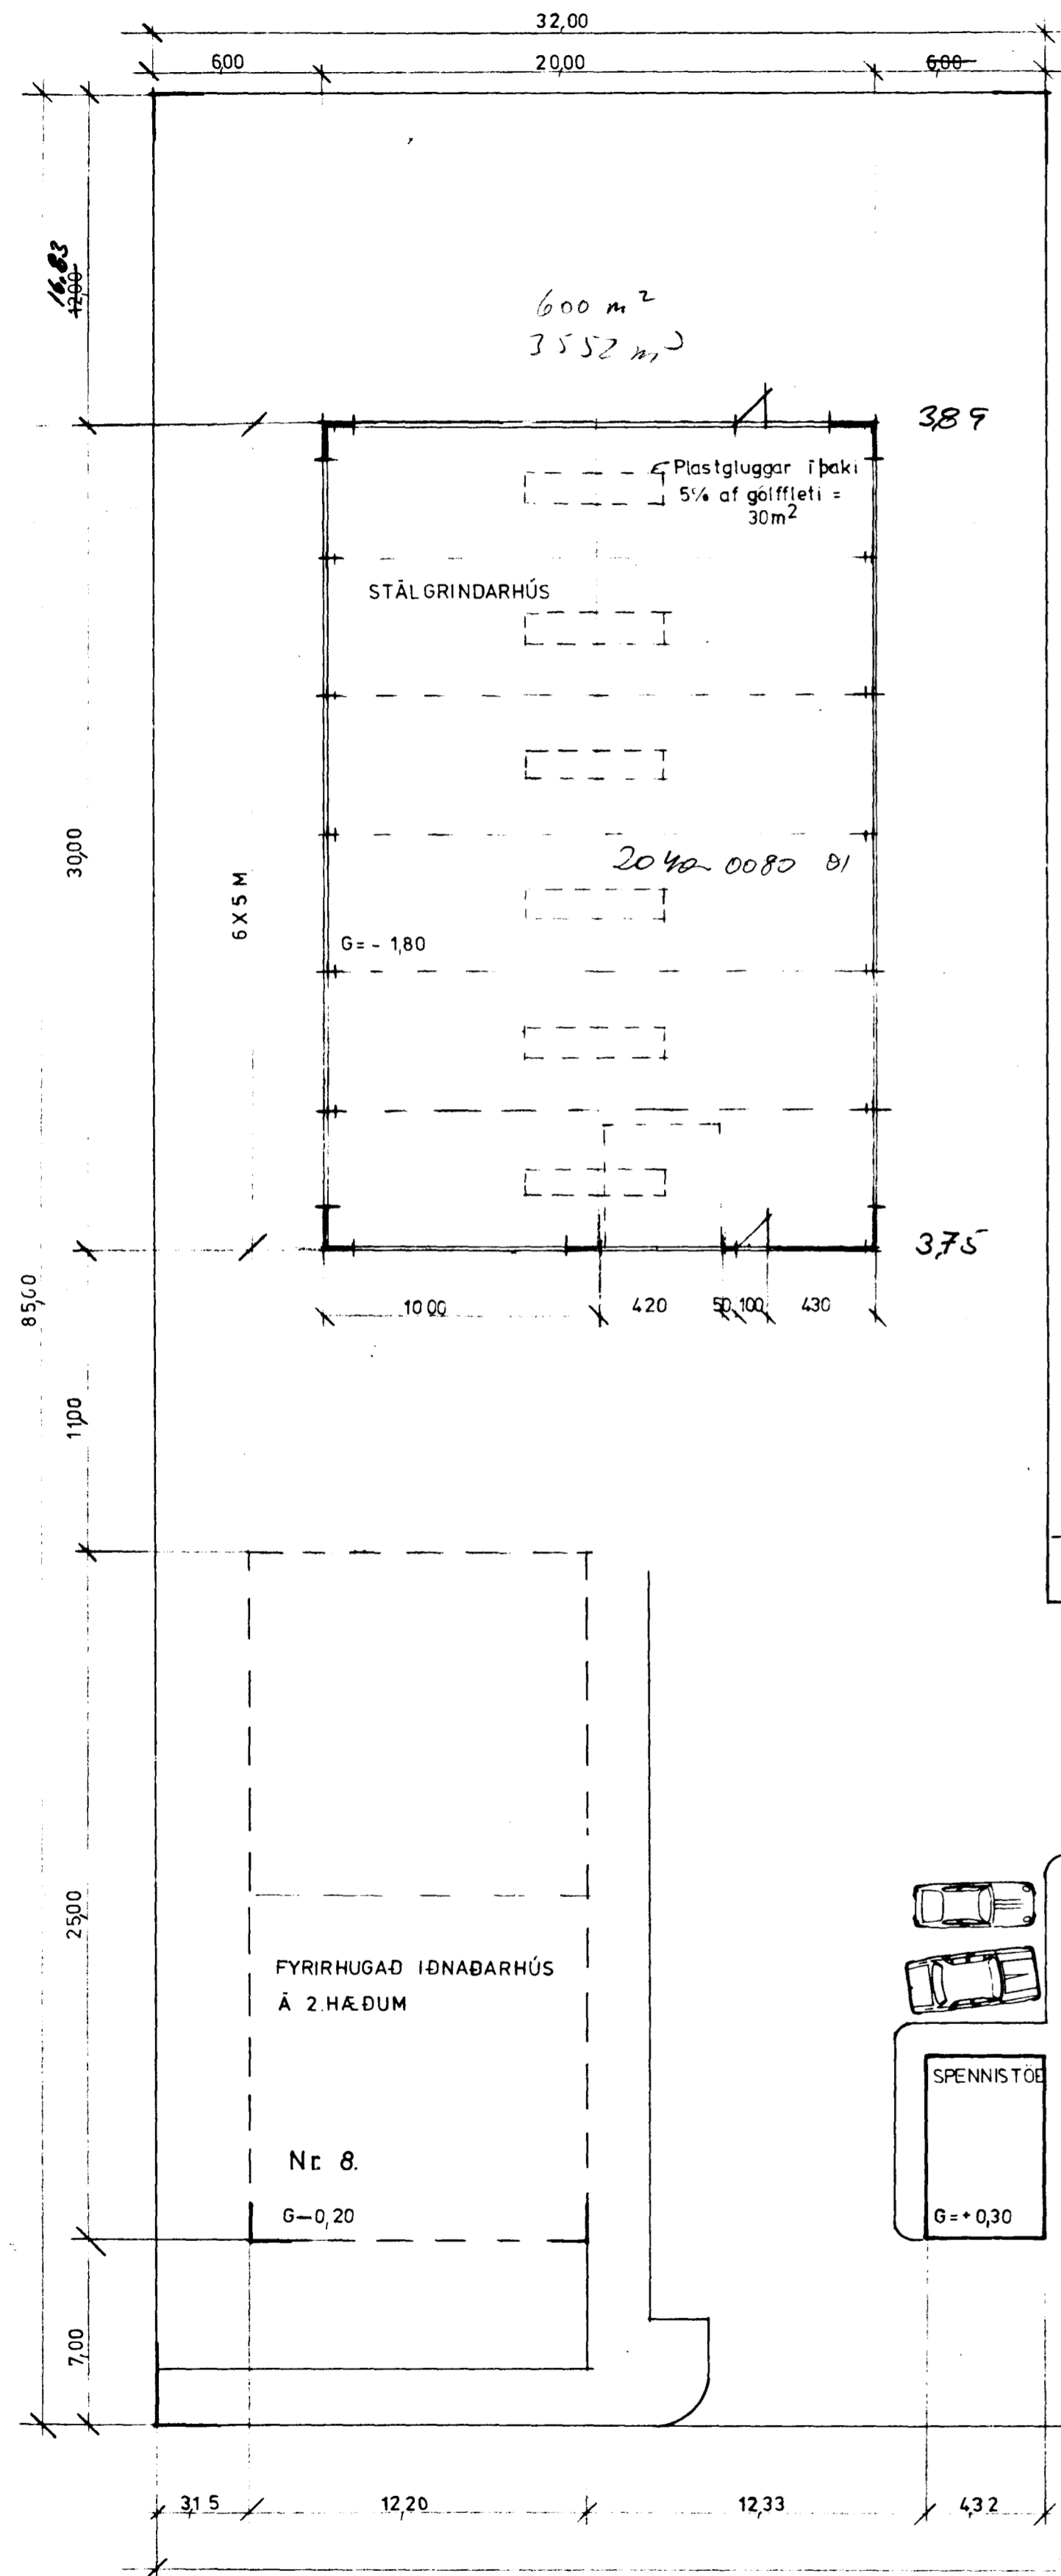 32,00
6,00
20,00
6,00
16.83
12,00
600 m²
3552 m³
3,89
Plastgluggar í þaki
5% af gólffleti =
30m²
STÁLGRINDARHÚS
30,00
6 X 5 M
G= - 1,80
0080 01
3,75
10 00
4 20
50
100
4 30
85,00
11,00
25,00
FYRIRHUGAÐ IÐNAÐARHÚS
Á 2.HÆÐUM
SPENNISTÖÐ
Nr. 8.
G-0,20
G=+0,30
7,00
3,15
12,20
12,33
4,32